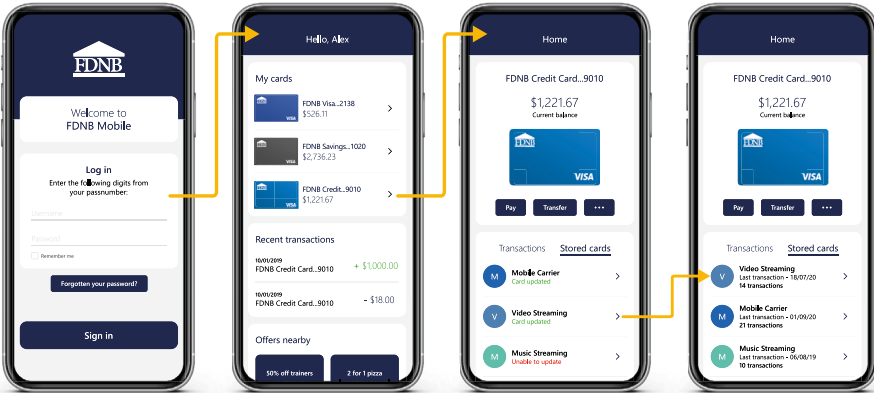 FDNB
Welcome to
FDNB Mobile
Log in
Enter the following digits from
your passnumber:
Username
Password
Remember me
Forgotten your password?
Sign in
Hello, Alex
My cards
FDNB Visa...2138
$526.11
VISA
FDNB Savings...1020
$2,736.23
VISA
FDNB Credit...9010
$1,221.67
VISA
Recent transactions
10/01/2019
FDNB Credit Card...9010
+ $1,000.00
10/01/2019
FDNB Credit Card...9010
- $18.00
Offers nearby
50% off trainers
2 for 1 pizza
Home
FDNB Credit Card...9010
$1,221.67
Current balance
FDNB
VISA
Pay
Transfer
Transactions
Stored cards
M
Mobile Carrier
Card updated
V
Video Streaming
Card updated
M
Music Streaming
Unable to update
Home
FDNB Credit Card...9010
$1,221.67
Current balance
FDNB
VISA
Pay
Transfer
Transactions
Stored cards
V
Video Streaming
Last transaction - 18/07/20
14 transactions
M
Mobile Carrier
Last transaction - 01/09/20
21 transactions
M
Music Streaming
Last transaction - 06/08/19
10 transactions